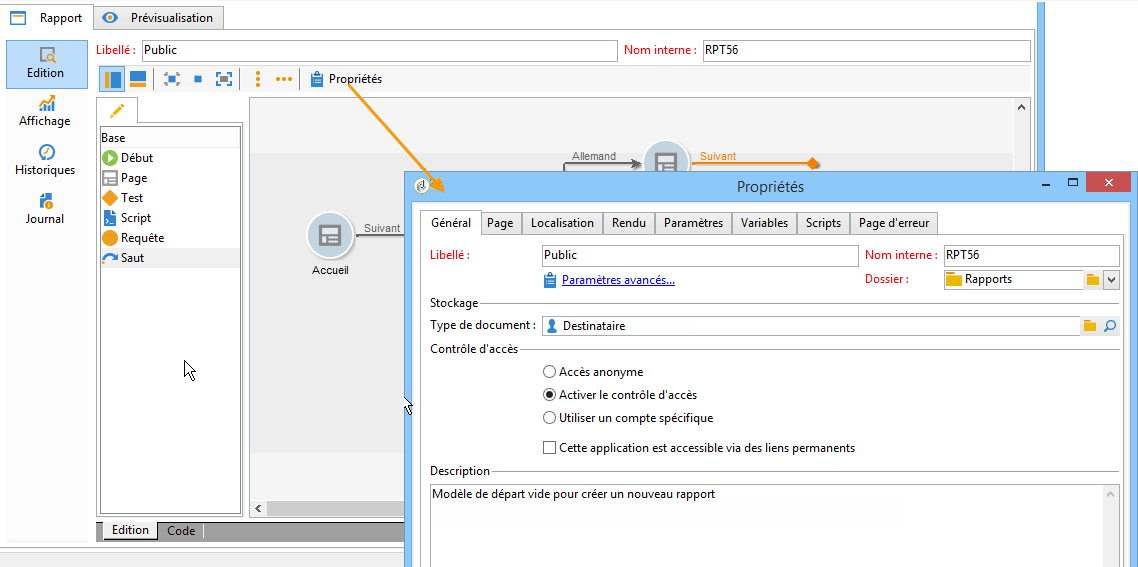 Rapport
Prévisualisation
Libellé : Public
Nom interne : RPT56
Edition
Affichage
Historiques
Journal
Propriétés
Base
Début
Page
Test
Script
Requête
Saut
Allemand
Suivant
Suivant
Accueil
Edition
Code
Propriétés
Général
Page
Localisation
Rendu
Paramètres
Variables
Scripts
Page d'erreur
Libellé : Public
Nom interne : RPT56
Paramètres avancés...
Dossier : Rapports
Stockage
Type de document : Destinataire
Contrôle d'accès
Accès anonyme
Activer le contrôle d'accès
Utiliser un compte spécifique
Cette application est accessible via des liens permanents
Description
Modèle de départ vide pour créer un nouveau rapport